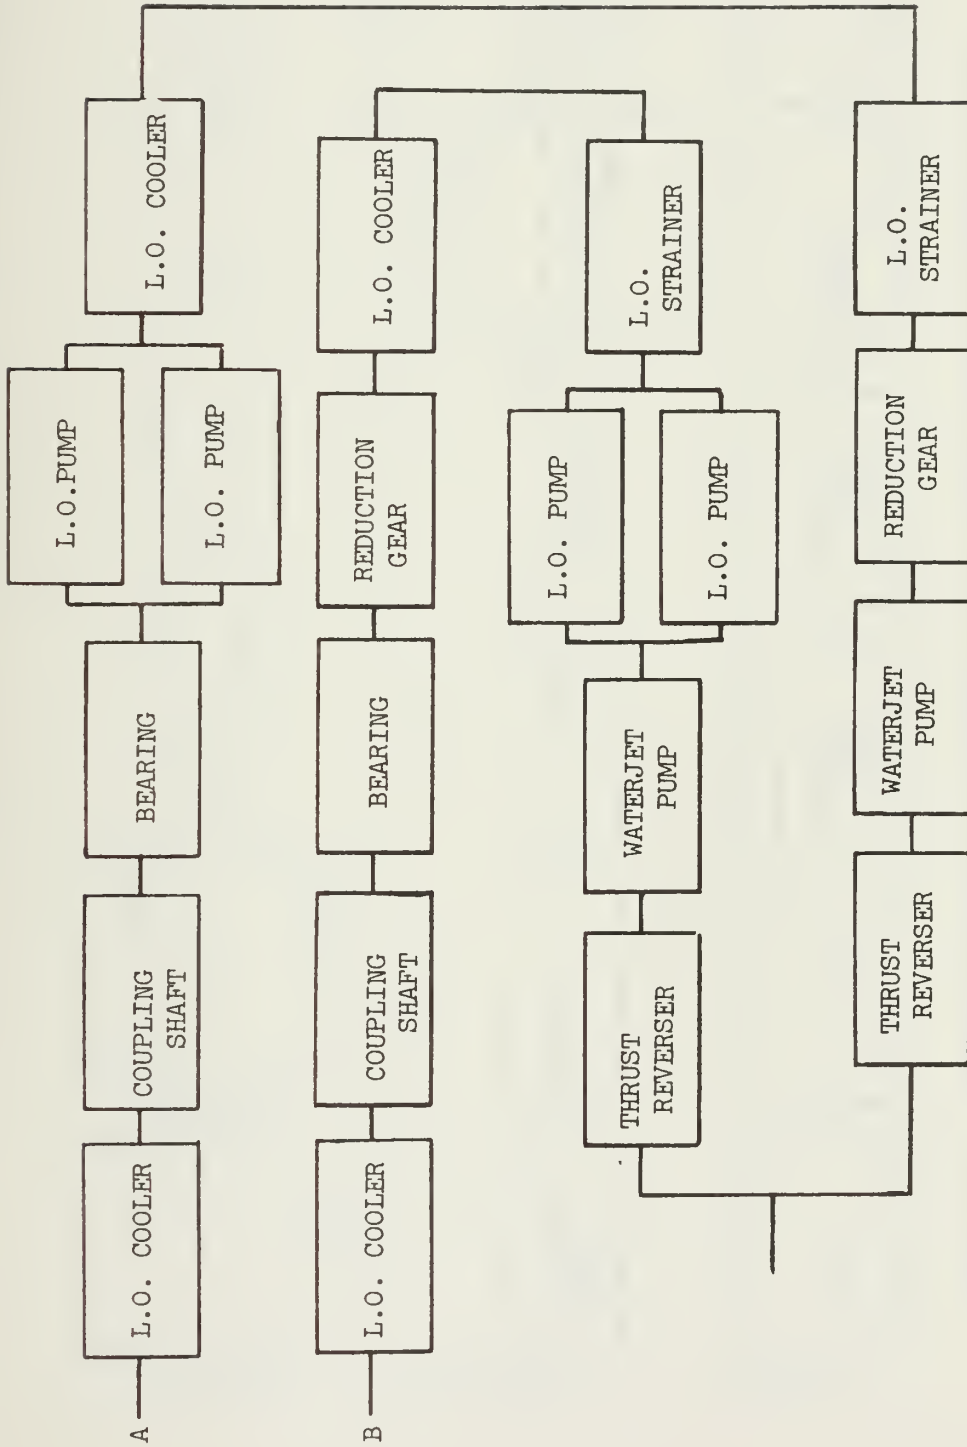 A
L.O. COOLER
COUPLING
SHAFT
BEARING
L.O.PUMP
L.O. PUMP
L.O. COOLER
B
L.O. COOLER
COUPLING
SHAFT
BEARING
REDUCTION
GEAR
L.O. COOLER
THRUST
REVERSER
WATERJET
PUMP
L.O. PUMP
L.O. PUMP
L.O.
STRAINER
THRUST
REVERSER
WATERJET
PUMP
REDUCTION
GEAR
L.O.
STRAINER